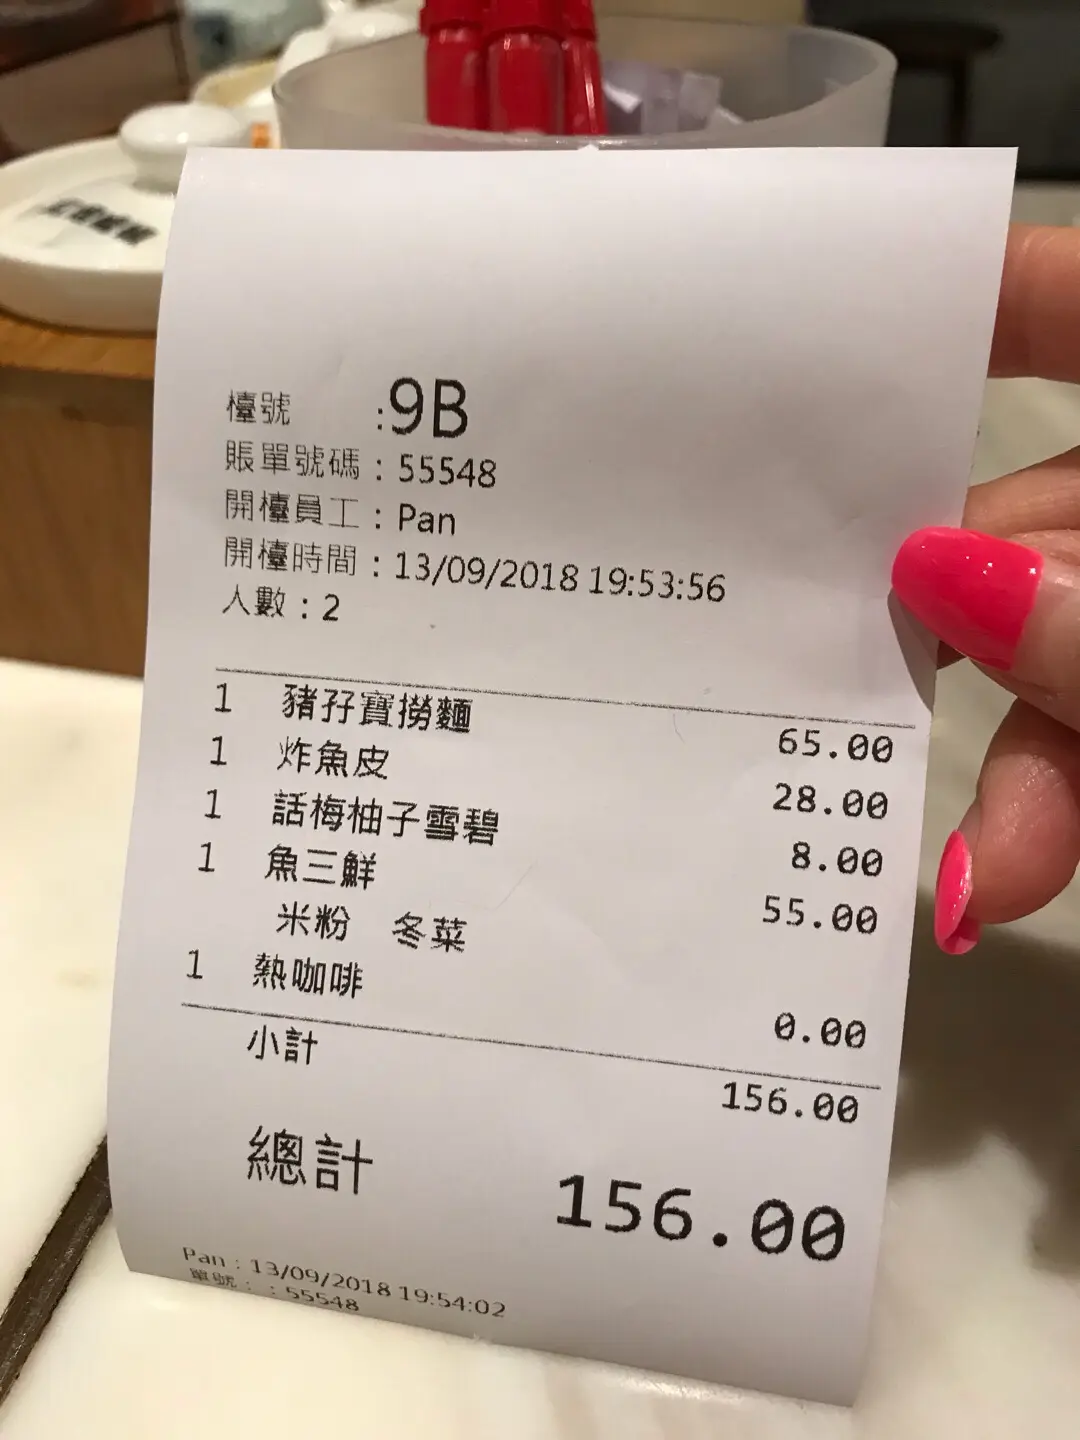 檯號 :9B
賬單號碼 : 55548
開檯員工 : Pan
開檯時間 : 13/09/2018 19:53:56
人數 : 2
1 豬孖寶撈麵 65.00
1 炸魚皮 28.00
1 話梅柚子雪碧 8.00
1 魚三鮮 55.00
米粉 冬菜
1 熱咖啡 0.00
小計 156.00
總計 156.00
Pan : 13/09/2018 19:54:02
單號 : : 55548